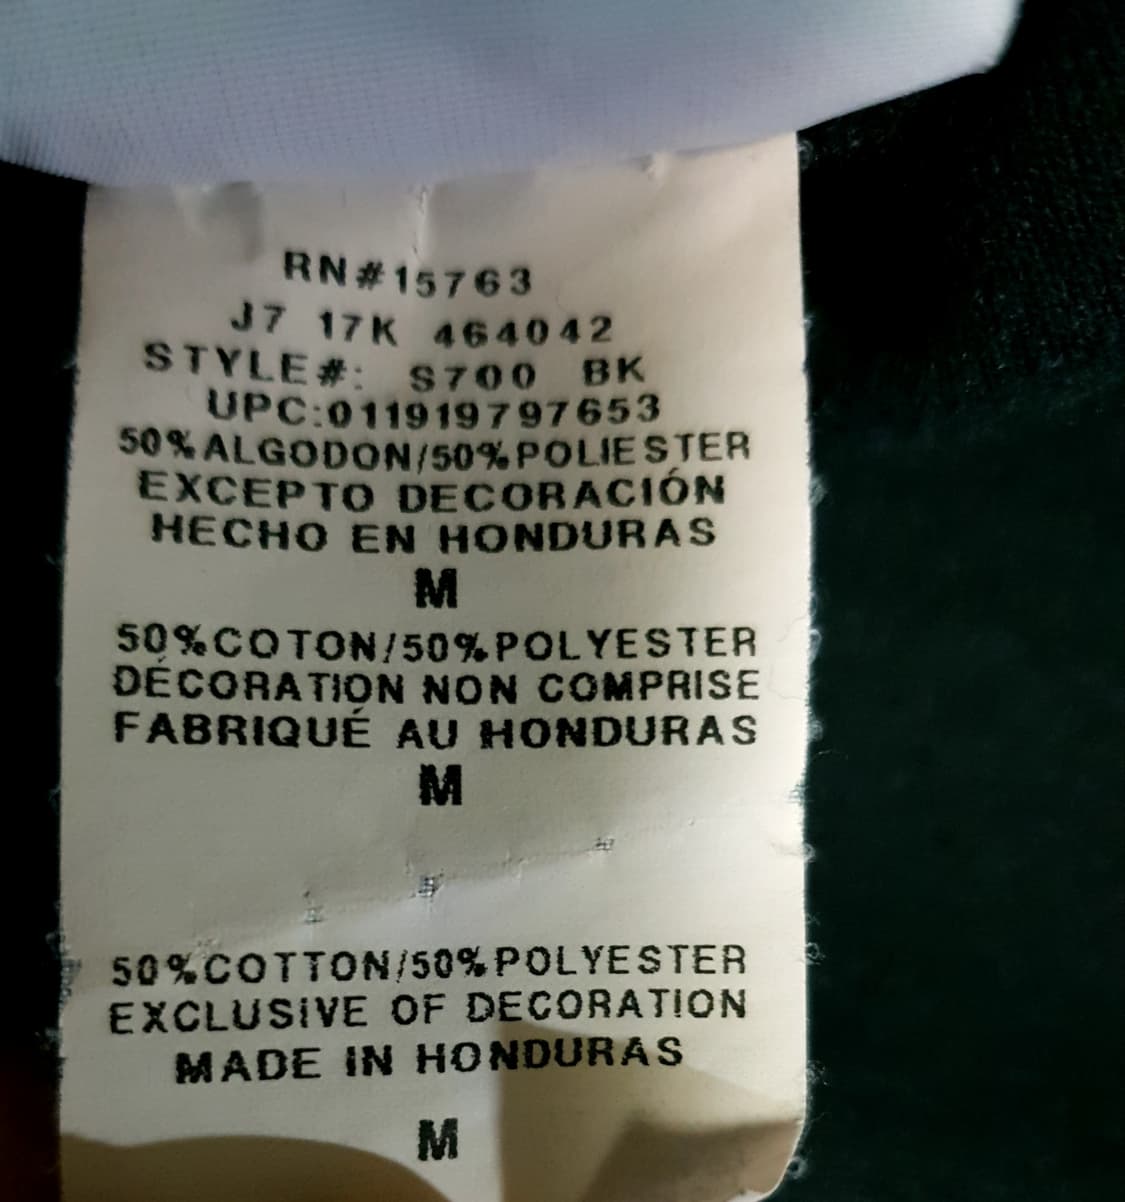 RN#15763
J7 17K 464042
STYLE#: S700 BK
UPC:011919797653
50%ALGODON/50%POLIESTER
EXCEPTO DECORACIÓN
HECHO EN HONDURAS
M
50%COTON/50%POLYESTER
DÉCORATION NON COMPRISE
FABRIQUÉ AU HONDURAS
M
50%COTTON/50%POLYESTER
EXCLUSIVE OF DECORATION
MADE IN HONDURAS
M